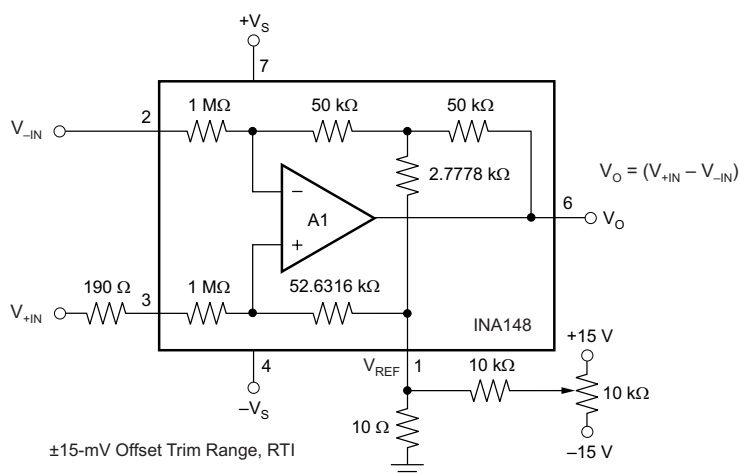 +V_S
7
2
1 MΩ
50 kΩ
50 kΩ
V_–IN
2.7778 kΩ
V_O = (V_+IN – V_–IN)
–
A1
+
6
V_O
190 Ω
3
1 MΩ
52.6316 kΩ
V_+IN
INA148
4
V_REF
1
10 kΩ
+15 V
10 kΩ
–V_S
10 Ω
–15 V
±15-mV Offset Trim Range, RTI